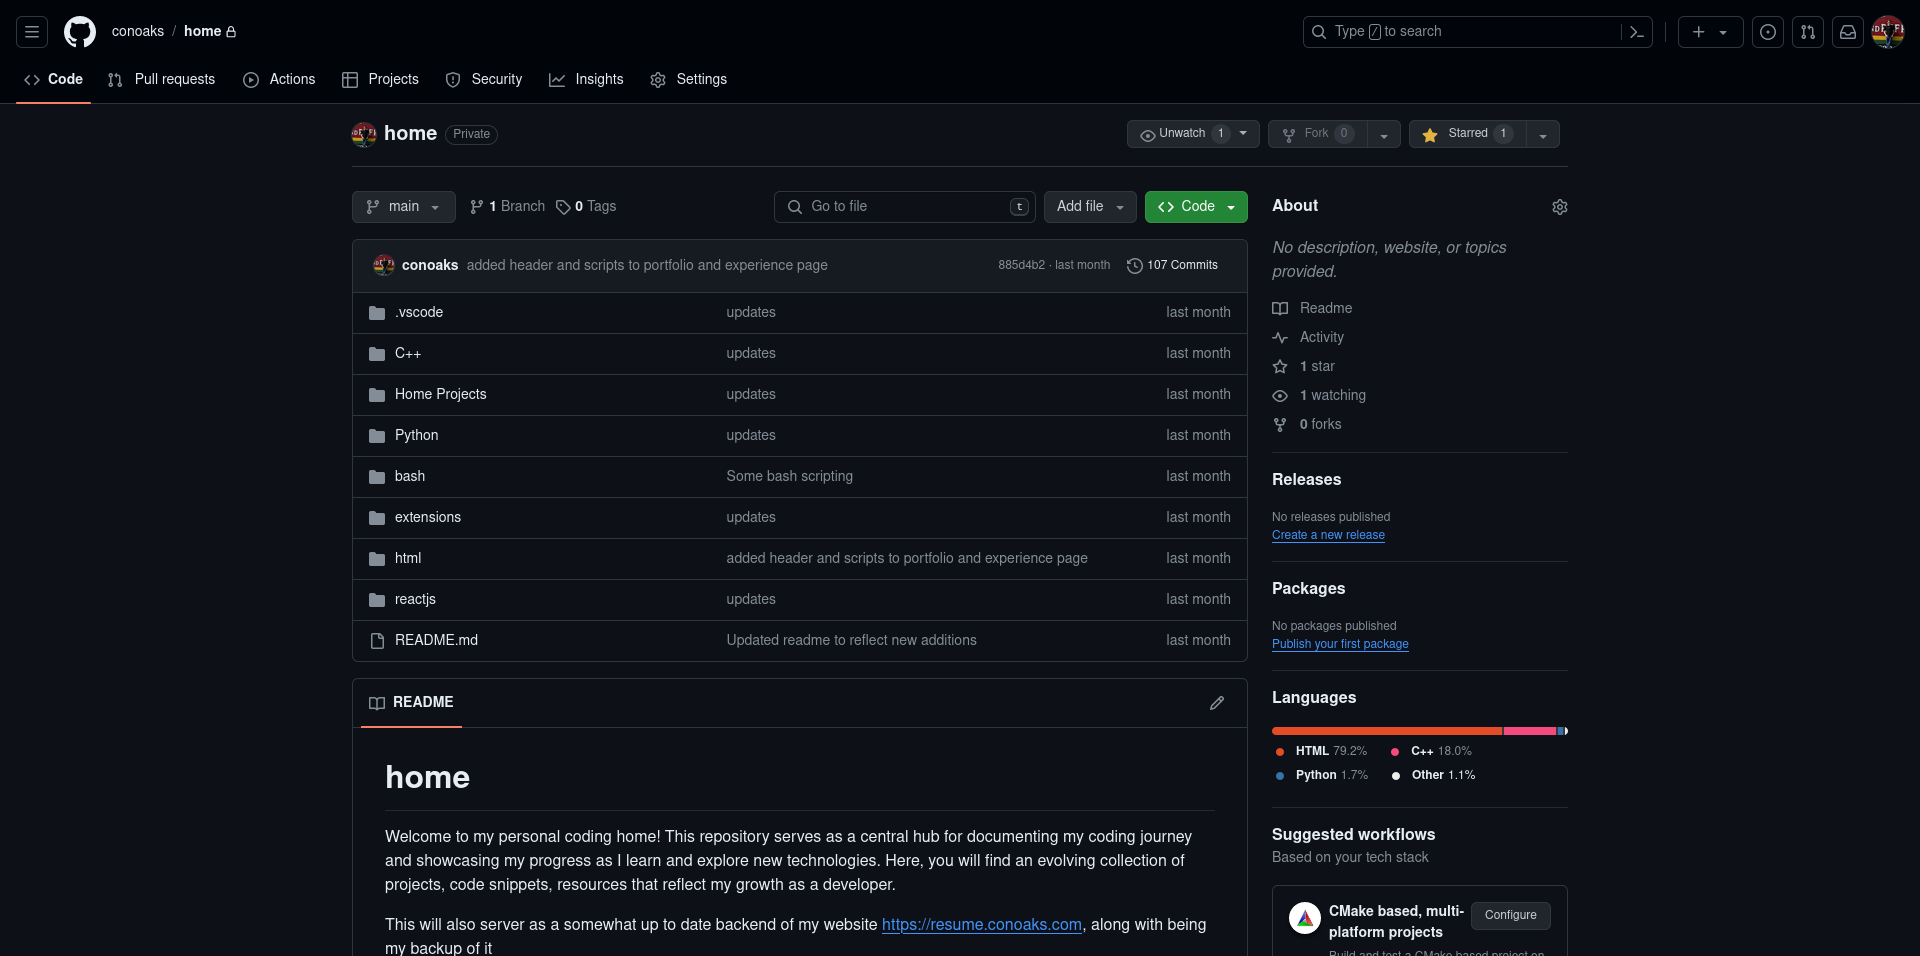 conoaks / home
Type / to search
Code Pull requests Actions Projects Security Insights Settings
home Private
Unwatch 1 Fork 0 Starred 1
main 1 Branch 0 Tags
Go to file t Add file Code
conoaks added header and scripts to portfolio and experience page 885d4b2 · last month 107 Commits
.vscode updates last month
C++ updates last month
Home Projects updates last month
Python updates last month
bash Some bash scripting last month
extensions updates last month
html added header and scripts to portfolio and experience page last month
reactjs updates last month
README.md Updated readme to reflect new additions last month
README
home
Welcome to my personal coding home! This repository serves as a central hub for documenting my coding journey
and showcasing my progress as I learn and explore new technologies. Here, you will find an evolving collection of
projects, code snippets, resources that reflect my growth as a developer.
This will also server as a somewhat up to date backend of my website https://resume.conoaks.com, along with being
my backup of it
About
No description, website, or topics
provided.
Readme
Activity
1 star
1 watching
0 forks
Releases
No releases published
Create a new release
Packages
No packages published
Publish your first package
Languages
HTML 79.2% C++ 18.0%
Python 1.7% Other 1.1%
Suggested workflows
Based on your tech stack
CMake based, multi-
platform projects
Configure
Build and test a CMake based project on